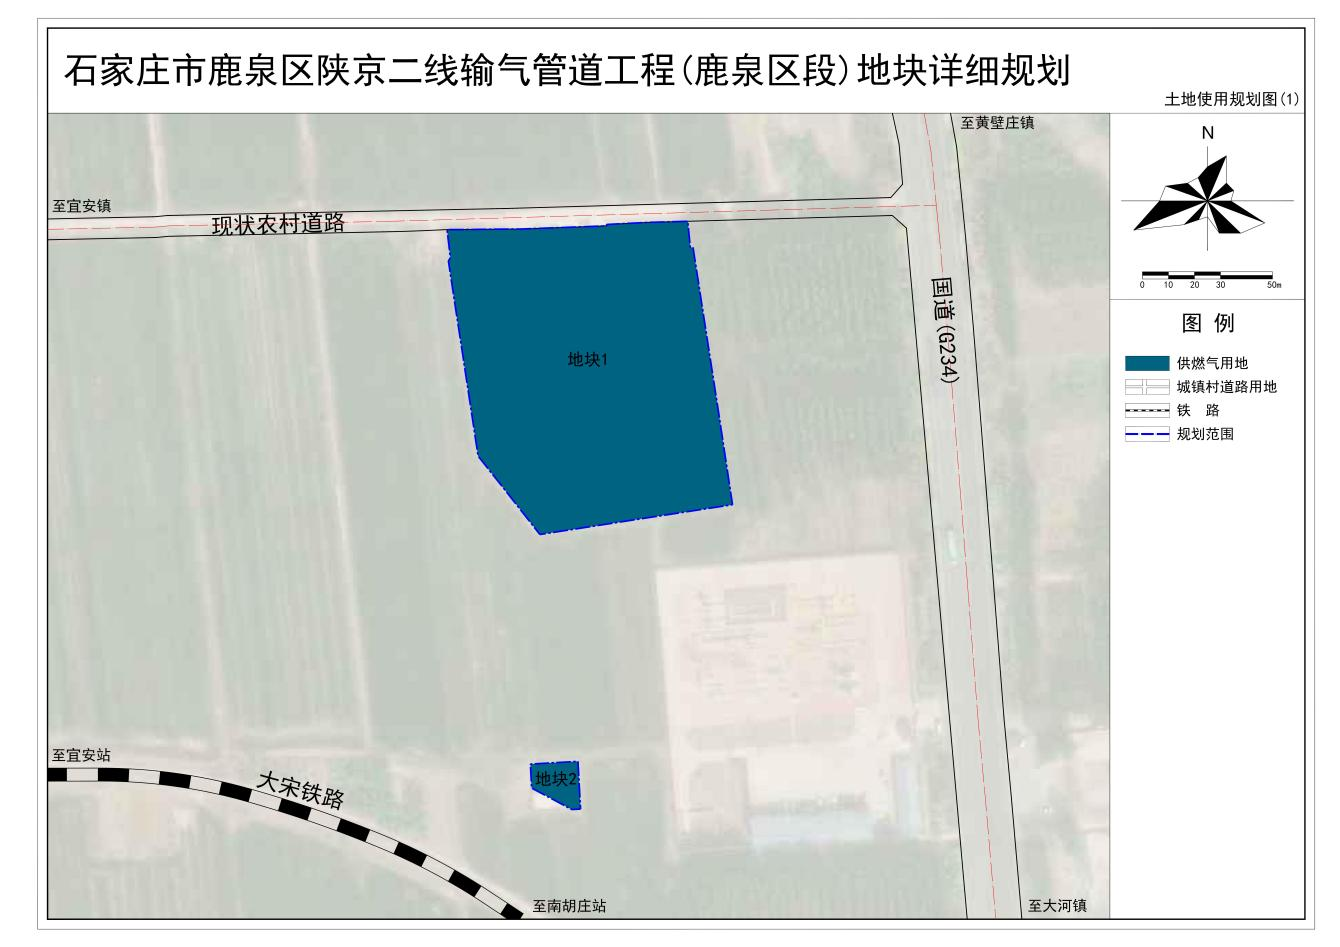 石家庄市鹿泉区陕京二线输气管道工程(鹿泉区段)地块详细规划
土地使用规划图(1)
至黄壁庄镇
N
至宜安镇
现状农村道路
0 10 20 30 50m
国道(G234)
图 例
地块1
供燃气用地
城镇村道路用地
铁 路
规划范围
至宜安站
大宋铁路
地块2
至南胡庄站
至大河镇